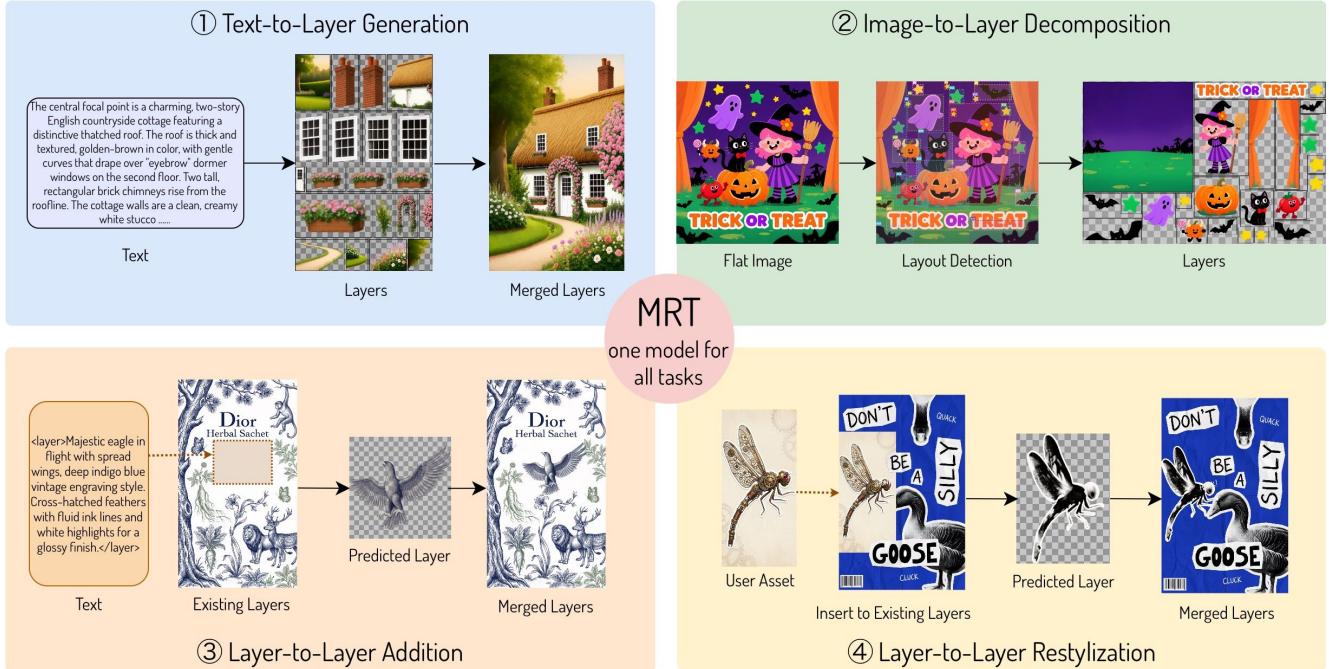 ① Text-to-Layer Generation
The central focal point is a charming, two-story
English countryside cottage featuring a
distinctive thatched roof. The roof is thick and
textured, golden-brown in color, with gentle
curves that drape over "eyebrow" dormer
windows on the second floor. Two tall,
rectangular brick chimneys rise from the
roofline. The cottage walls are a clean, creamy
white stucco ......
Text
Layers
Merged Layers
② Image-to-Layer Decomposition
TRICK OR TREAT
Flat Image
TRICK OR TREAT
Layout Detection
TRICK OR TREAT
Layers
MRT
one model for
all tasks
<layer>Majestic eagle in
flight with spread
wings, deep indigo blue
vintage engraving style.
Cross-hatched feathers
with fluid ink lines and
white highlights for a
glossy finish.</layer>
Text
Dior
Herbal Sachet
Existing Layers
Predicted Layer
Dior
Herbal Sachet
Merged Layers
③ Layer-to-Layer Addition
User Asset
DON'T
QUACK
BE
A
SILLY
GOOSE
CLUCK
Insert to Existing Layers
Predicted Layer
DON'T
QUACK
BE
A
SILLY
GOOSE
CLUCK
Merged Layers
④ Layer-to-Layer Restylization